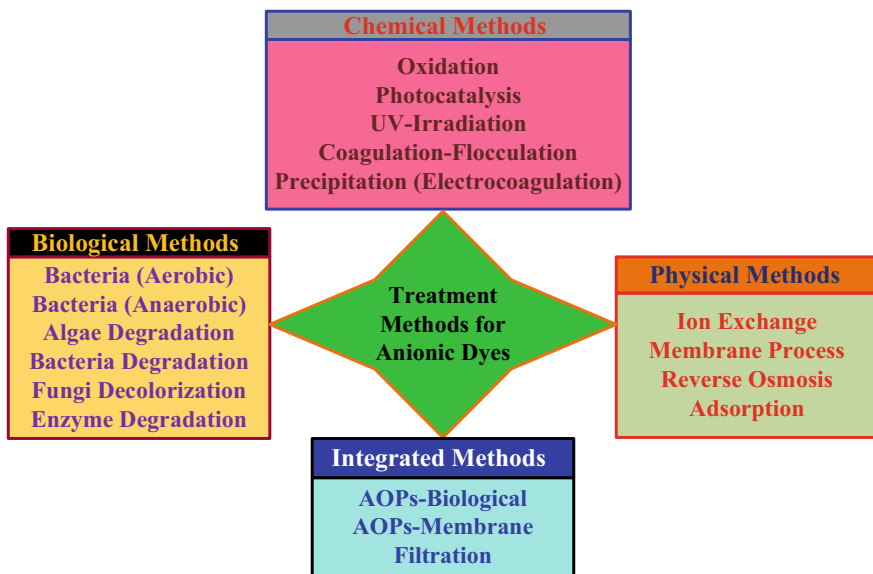 Chemical Methods
Oxidation
Photocatalysis
UV-Irradiation
Coagulation-Flocculation
Precipitation (Electrocoagulation)
Biological Methods
Bacteria (Aerobic)
Bacteria (Anaerobic)
Algae Degradation
Bacteria Degradation
Fungi Decolorization
Enzyme Degradation
Treatment
Methods for
Anionic Dyes
Physical Methods
Ion Exchange
Membrane Process
Reverse Osmosis
Adsorption
Integrated Methods
AOPs-Biological
AOPs-Membrane
Filtration